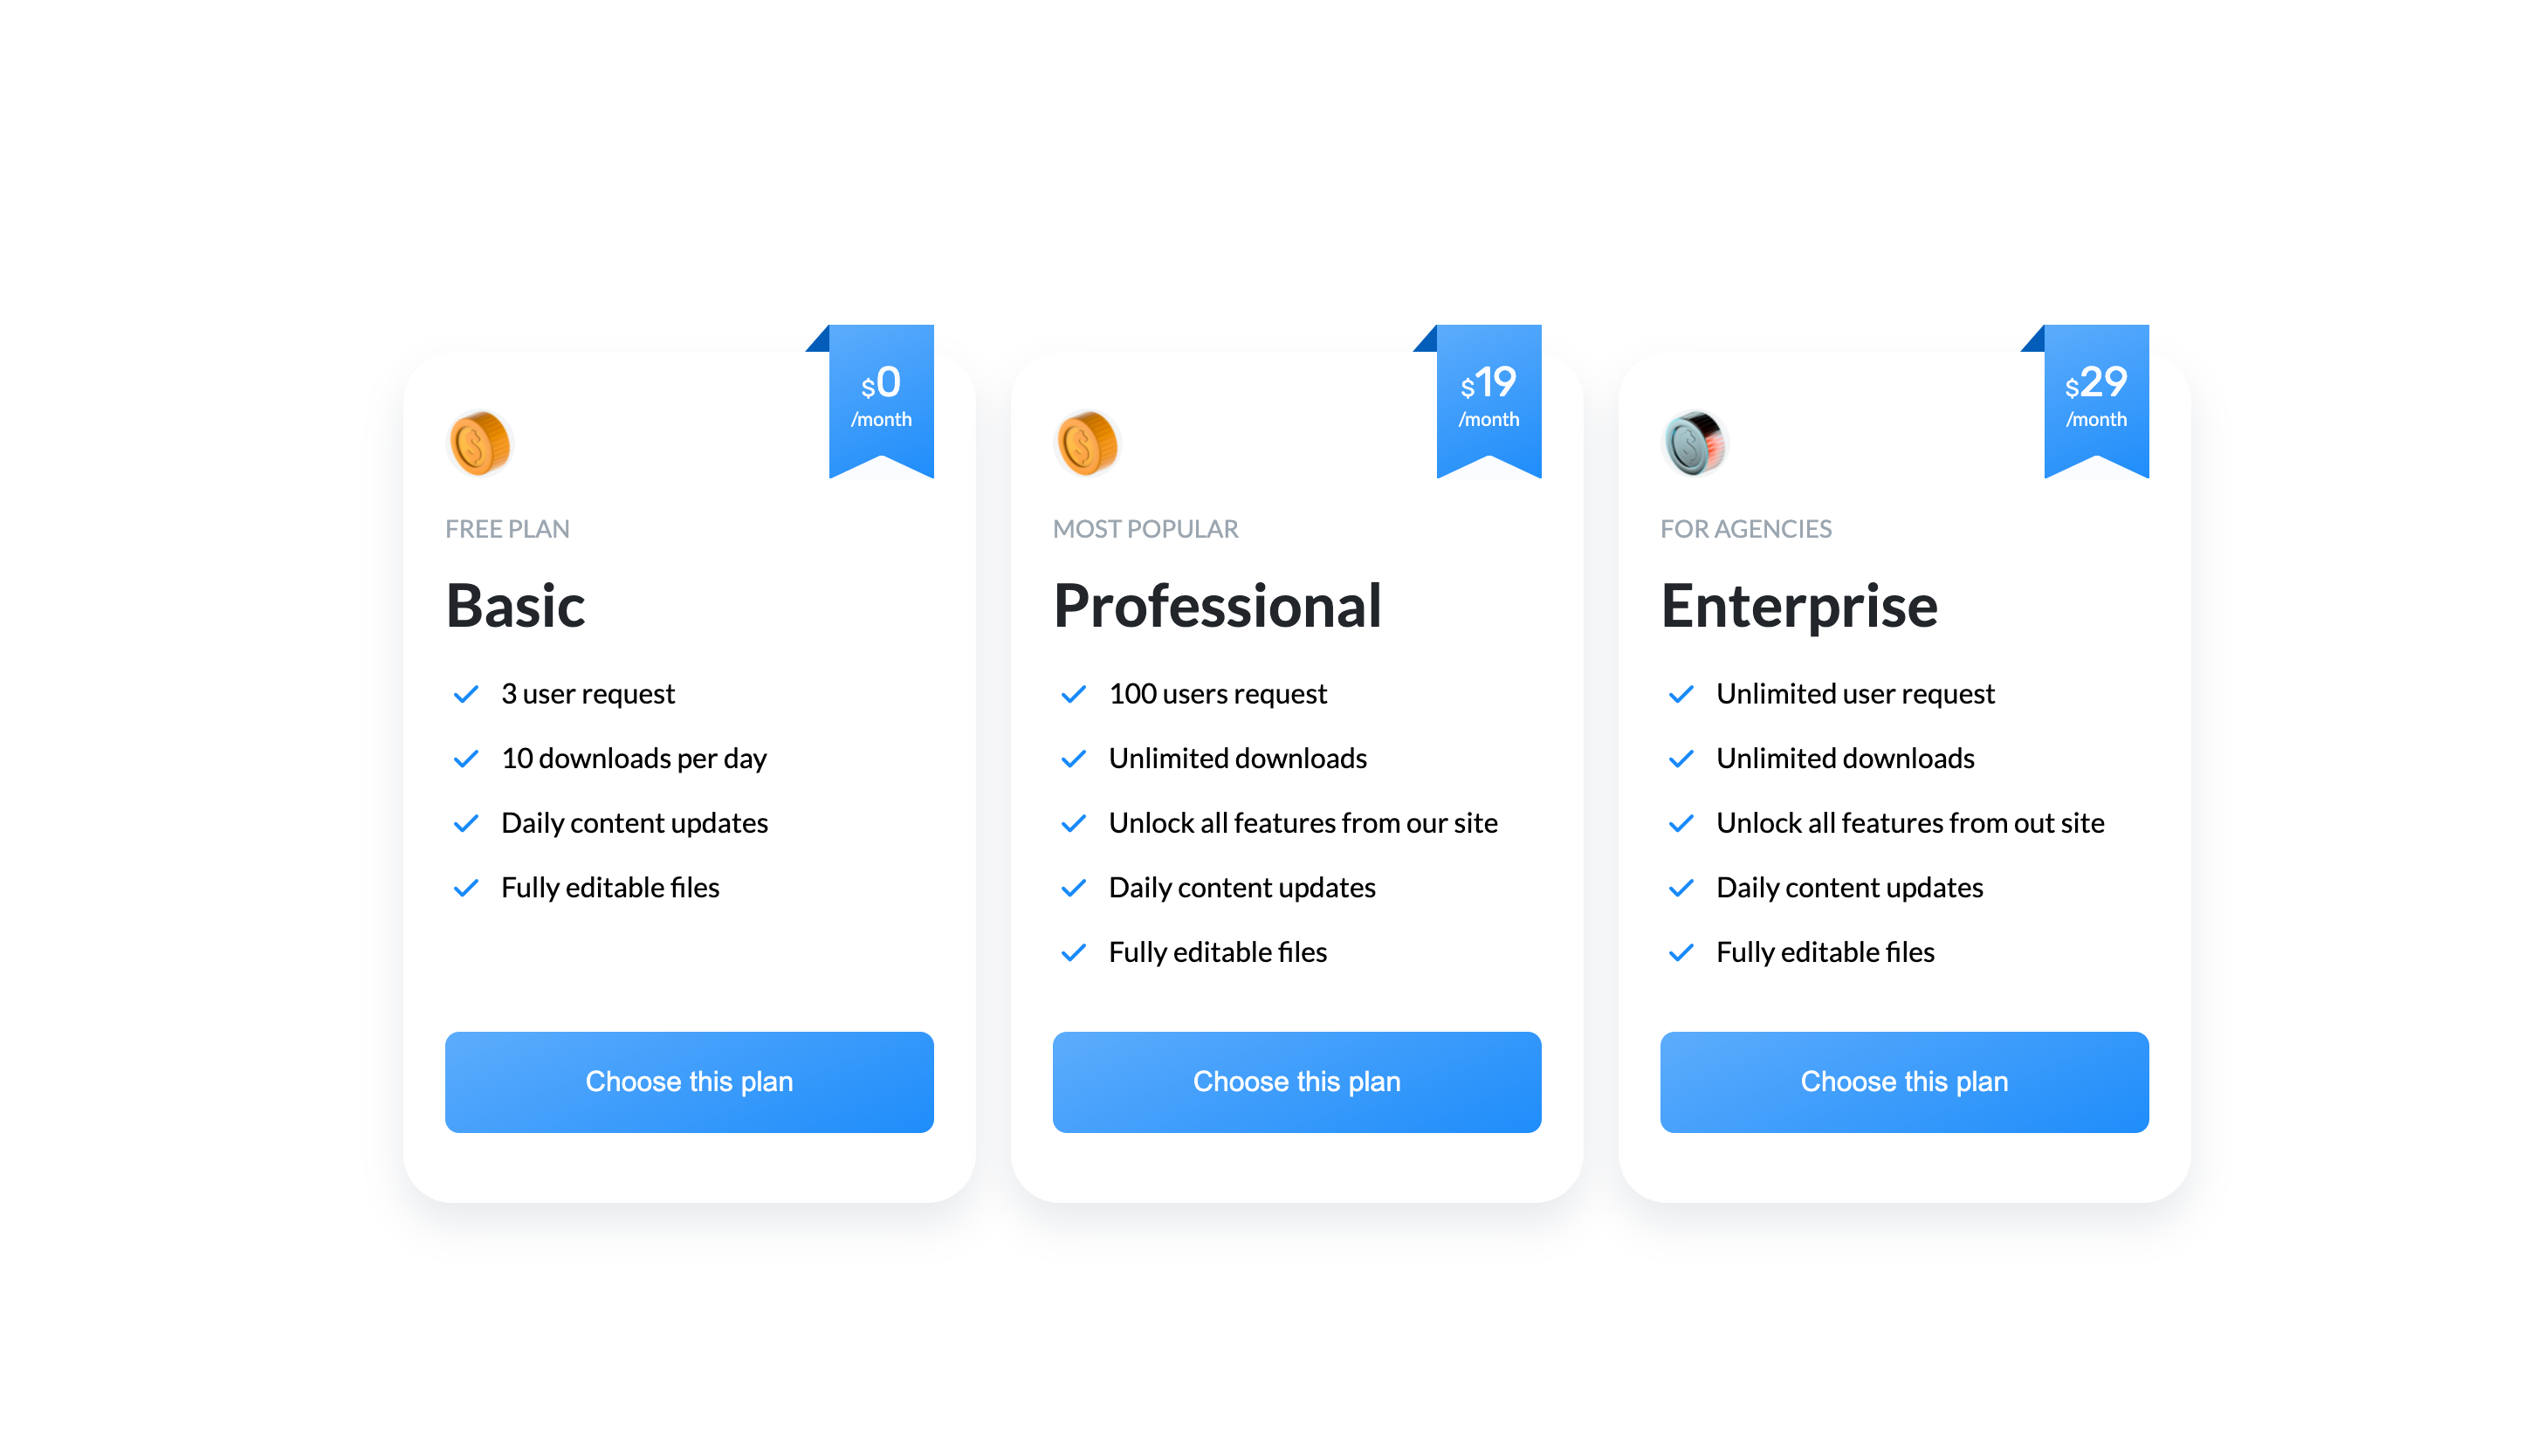 $0
/month
FREE PLAN
Basic
3 user request
10 downloads per day
Daily content updates
Fully editable files
Choose this plan
$19
/month
MOST POPULAR
Professional
100 users request
Unlimited downloads
Unlock all features from our site
Daily content updates
Fully editable files
Choose this plan
$29
/month
FOR AGENCIES
Enterprise
Unlimited user request
Unlimited downloads
Unlock all features from out site
Daily content updates
Fully editable files
Choose this plan